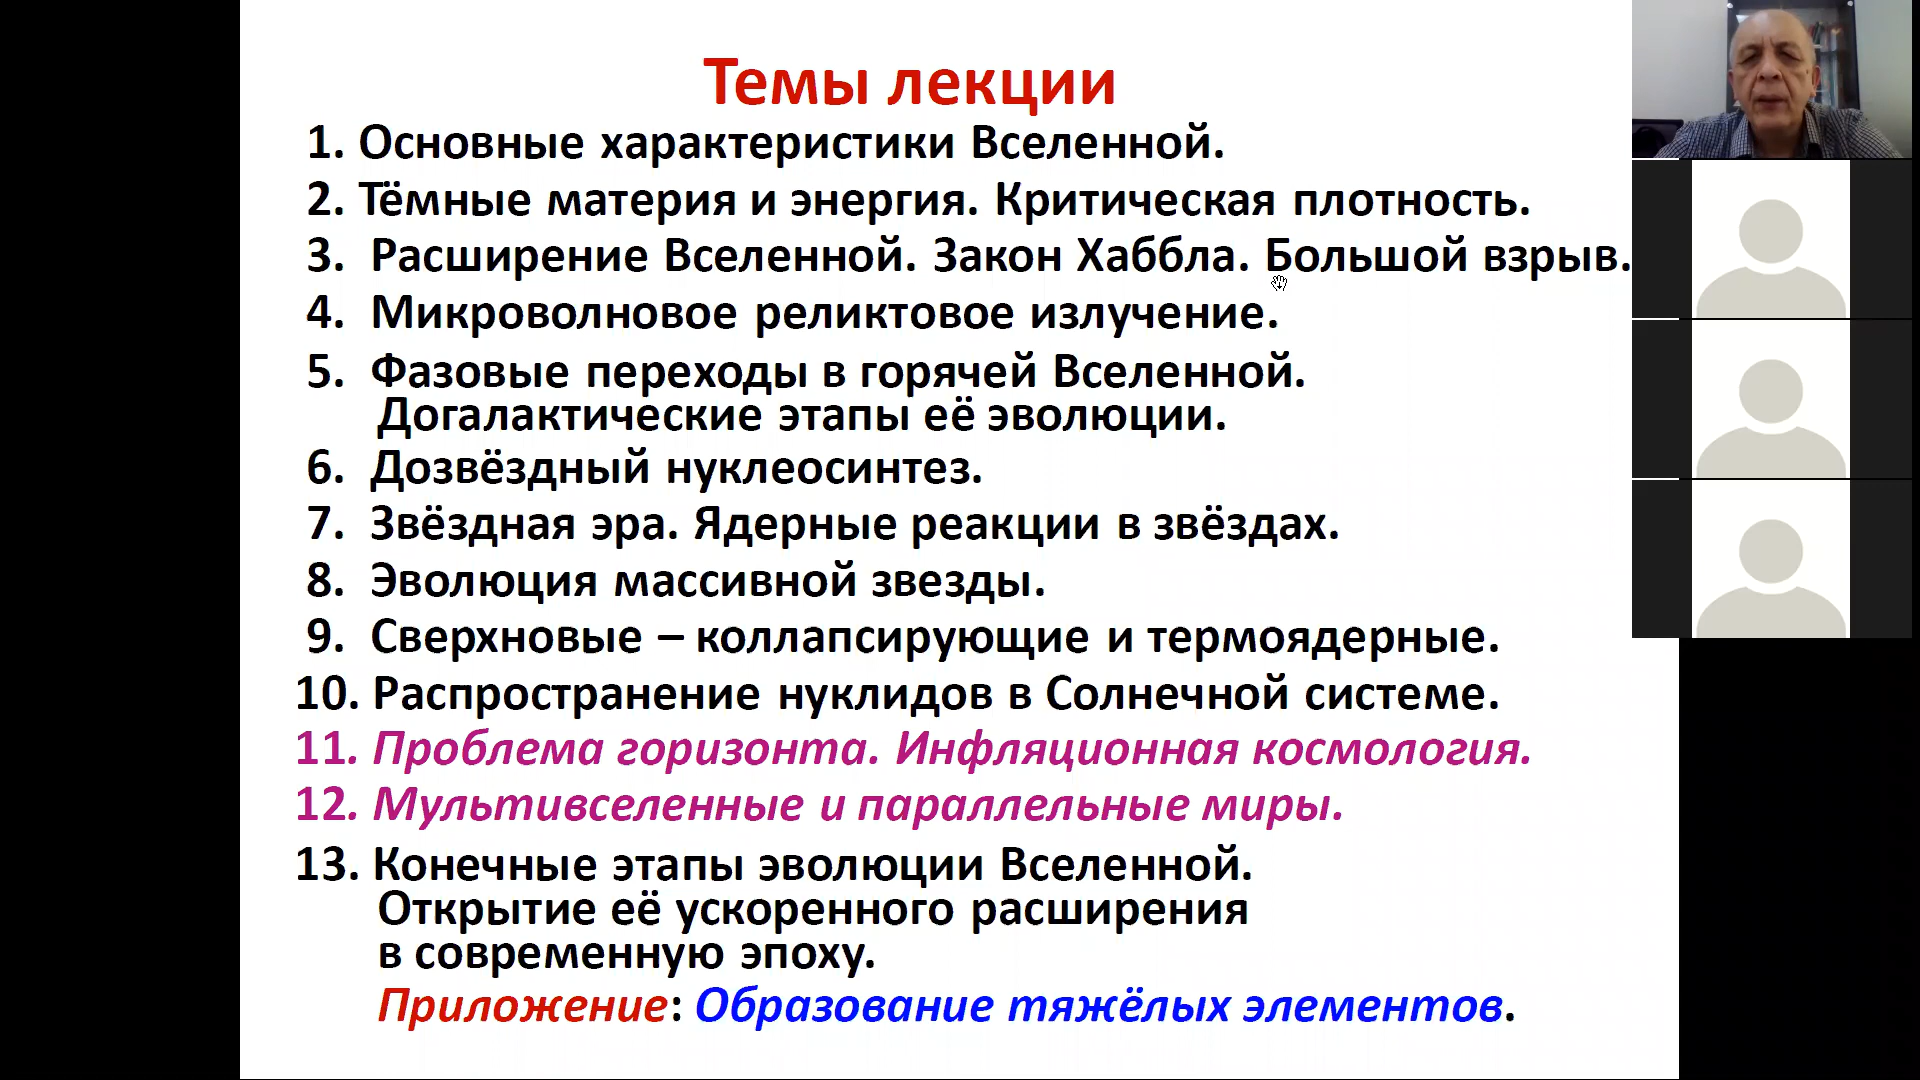 Темы лекции
1. Основные характеристики Вселенной.
2. Тёмные материя и энергия. Критическая плотность.
3. Расширение Вселенной. Закон Хаббла. Большой взрыв.
4. Микроволновое реликтовое излучение.
5. Фазовые переходы в горячей Вселенной.
Догалактические этапы её эволюции.
6. Дозвёздный нуклеосинтез.
7. Звёздная эра. Ядерные реакции в звёздах.
8. Эволюция массивной звезды.
9. Сверхновые – коллапсирующие и термоядерные.
10. Распространение нуклидов в Солнечной системе.
11. Проблема горизонта. Инфляционная космология.
12. Мультивселенные и параллельные миры.
13. Конечные этапы эволюции Вселенной.
Открытие её ускоренного расширения
в современную эпоху.
Приложение: Образование тяжёлых элементов.